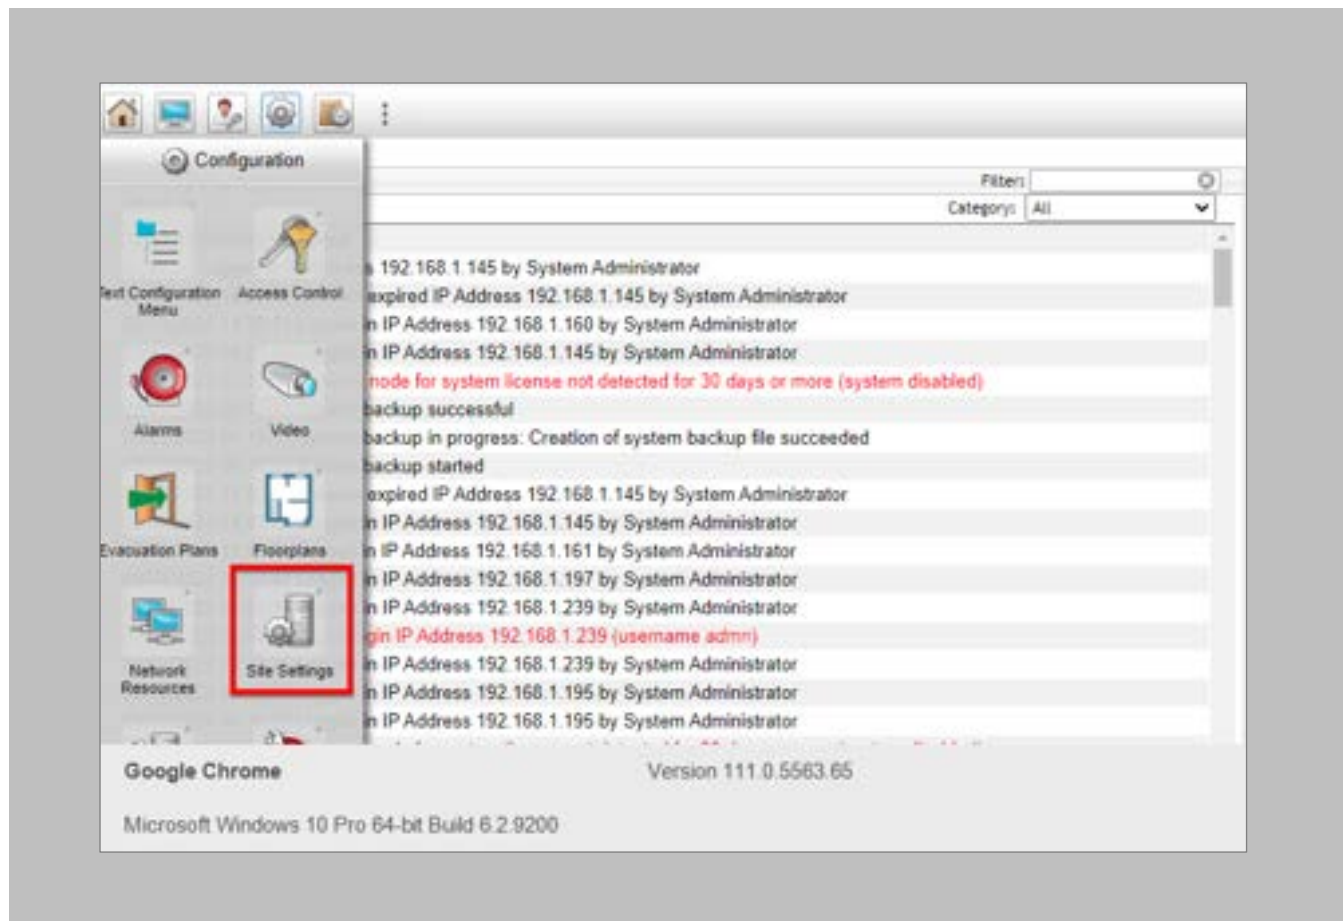 Configuration
Filter:
Category: All
Text Configuration Menu
Access Control
s 192.168.1.145 by System Administrator
expired IP Address 192.168.1.145 by System Administrator
n IP Address 192.168.1.160 by System Administrator
n IP Address 192.168.1.145 by System Administrator
node for system license not detected for 30 days or more (system disabled)
Alarms
Video
backup successful
backup in progress: Creation of system backup file succeeded
backup started
expired IP Address 192.168.1.145 by System Administrator
n IP Address 192.168.1.145 by System Administrator
Evacuation Plans
Floorplans
n IP Address 192.168.1.161 by System Administrator
n IP Address 192.168.1.197 by System Administrator
n IP Address 192.168.1.239 by System Administrator
gin IP Address 192.168.1.239 (username admn)
Network Resources
Site Settings
n IP Address 192.168.1.239 by System Administrator
n IP Address 192.168.1.195 by System Administrator
n IP Address 192.168.1.195 by System Administrator
Google Chrome
Version 111.0.5563.65
Microsoft Windows 10 Pro 64-bit Build 6.2.9200